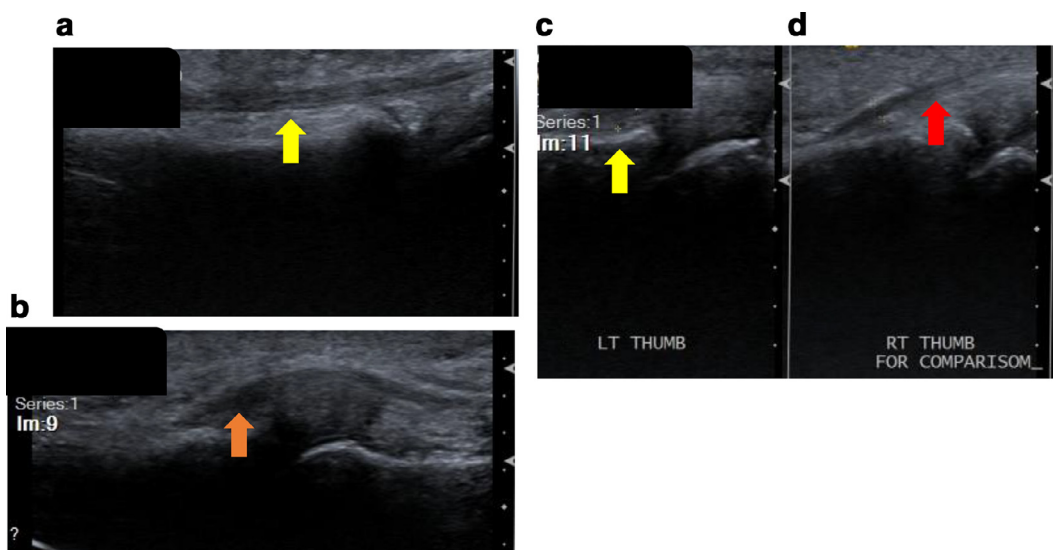 a
b
Series:1
Im:9
?
c
Series:1
Im:11
LT THUMB
d
RT THUMB
FOR COMPARISOM_